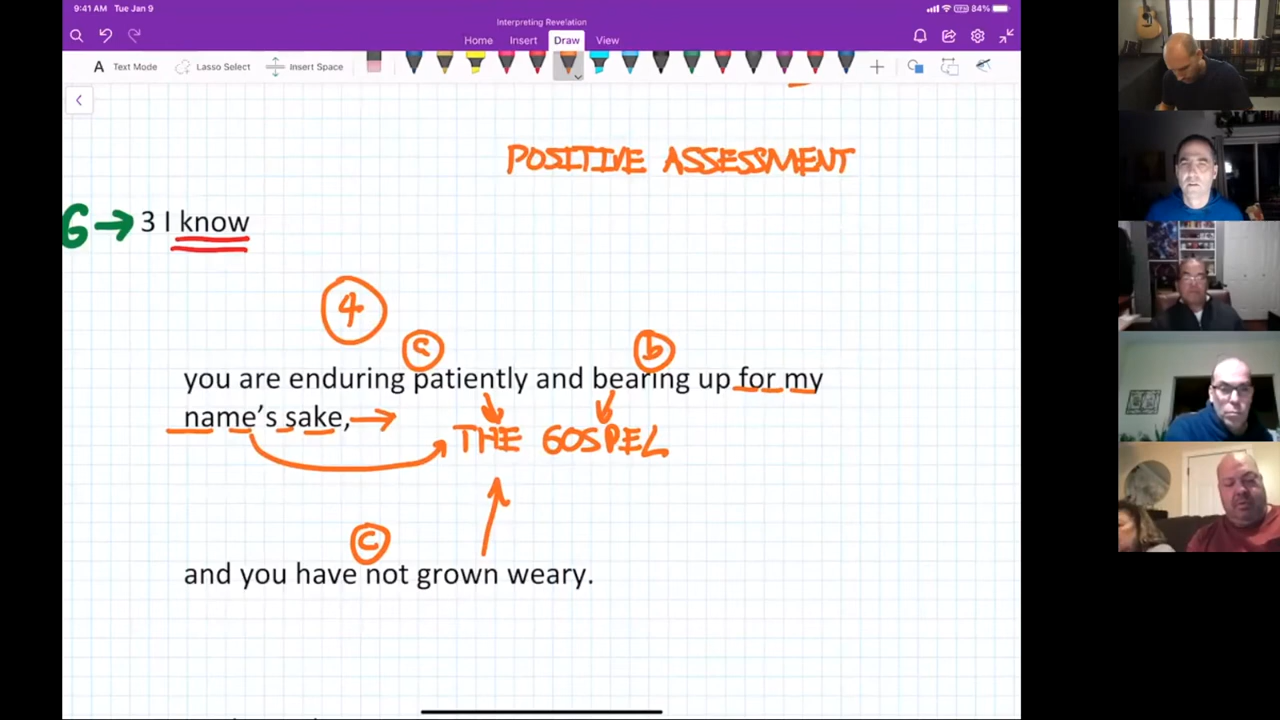 9:41 AM Tue Jan 9
84%
Interpreting Revelation
Home Insert Draw View
A Text Mode Lasso Select Insert Space
POSITIVE ASSESSMENT
6 → 3 I know
4
a b
you are enduring patiently and bearing up for my
name’s sake, →
THE GOSPEL
c
and you have not grown weary.